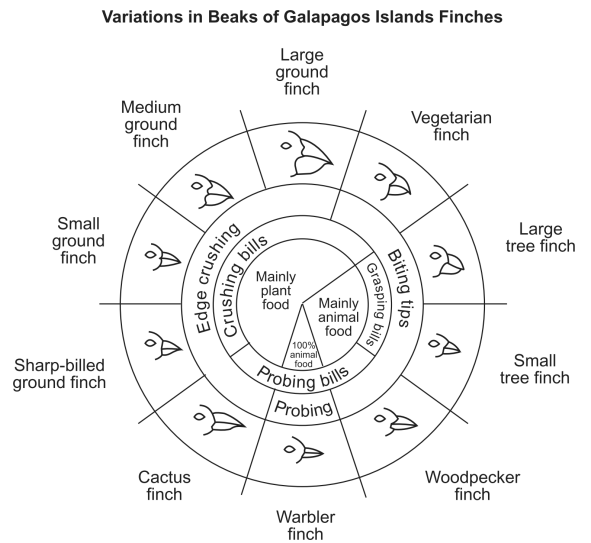 Variations in Beaks of Galapagos Islands Finches
Large
ground
finch
Vegetarian
finch
Large
tree finch
Small
tree finch
Woodpecker
finch
Warbler
finch
Cactus
finch
Sharp-billed
ground finch
Small
ground
finch
Medium
ground
finch
Edge crushing
Biting tips
Probing
Crushing bills
Grasping bills
Probing bills
Mainly
plant
food
Mainly
animal
food
100%
animal
food